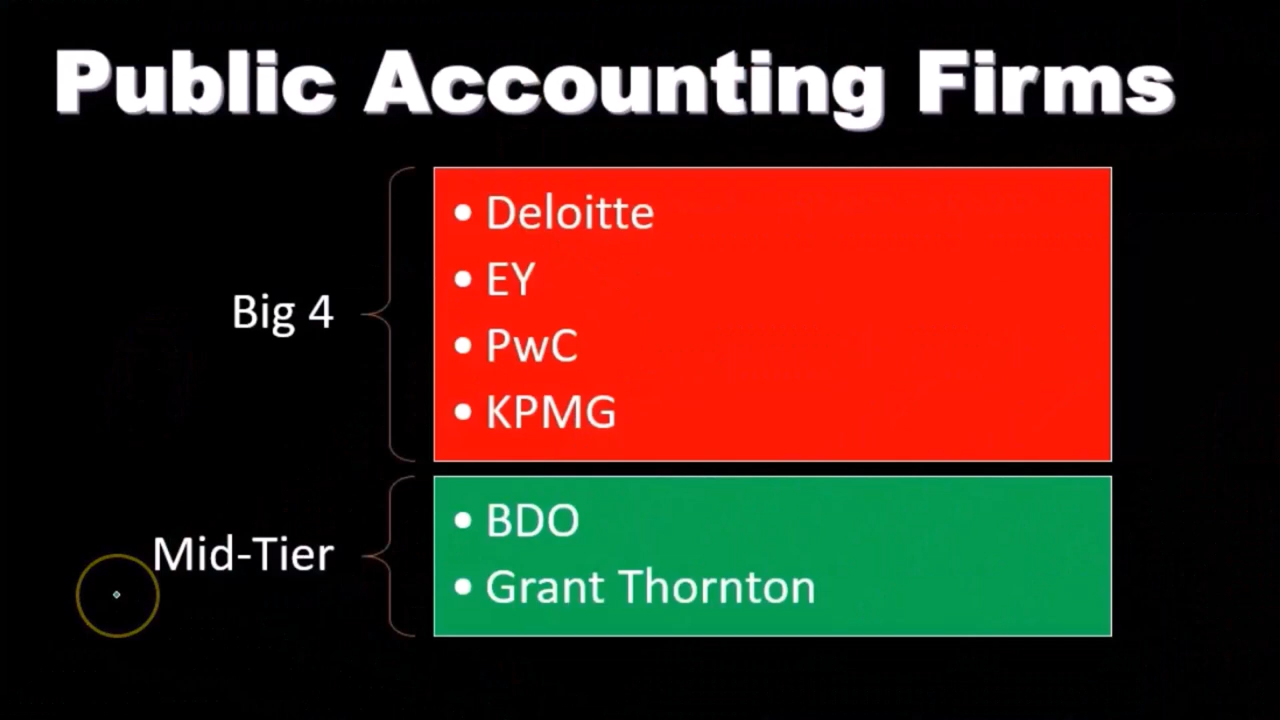 Public Accounting Firms
Big 4
• Deloitte
• EY
• PwC
• KPMG
Mid-Tier
• BDO
• Grant Thornton